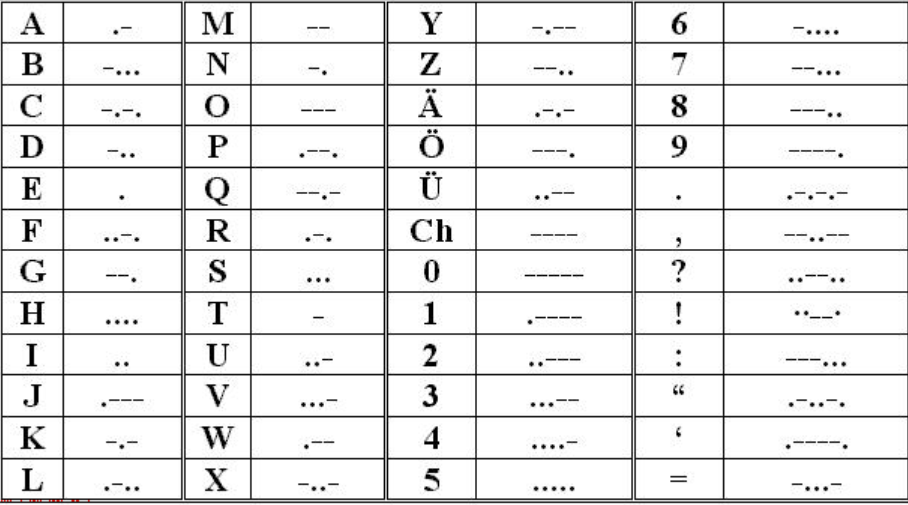 A .- M -- Y -.-- 6 -....
B -... N -. Z --.. 7 --...
C -.-. O --- Ä .-.- 8 ---..
D -.. P .--. Ö ---. 9 ----.
E . Q --.- Ü ..-- . .-.-.-
F ..-. R .-. Ch ---- , --..--
G --. S ... 0 ----- ? ..--..
H .... T - 1 .---- ! ..--.
I .. U ..- 2 ..--- : ---...
J .--- V ...- 3 ...-- “ .-..-.
K -.- W .-- 4 ....- ‘ .----.
L .-.. X -..- 5 ..... = -...-